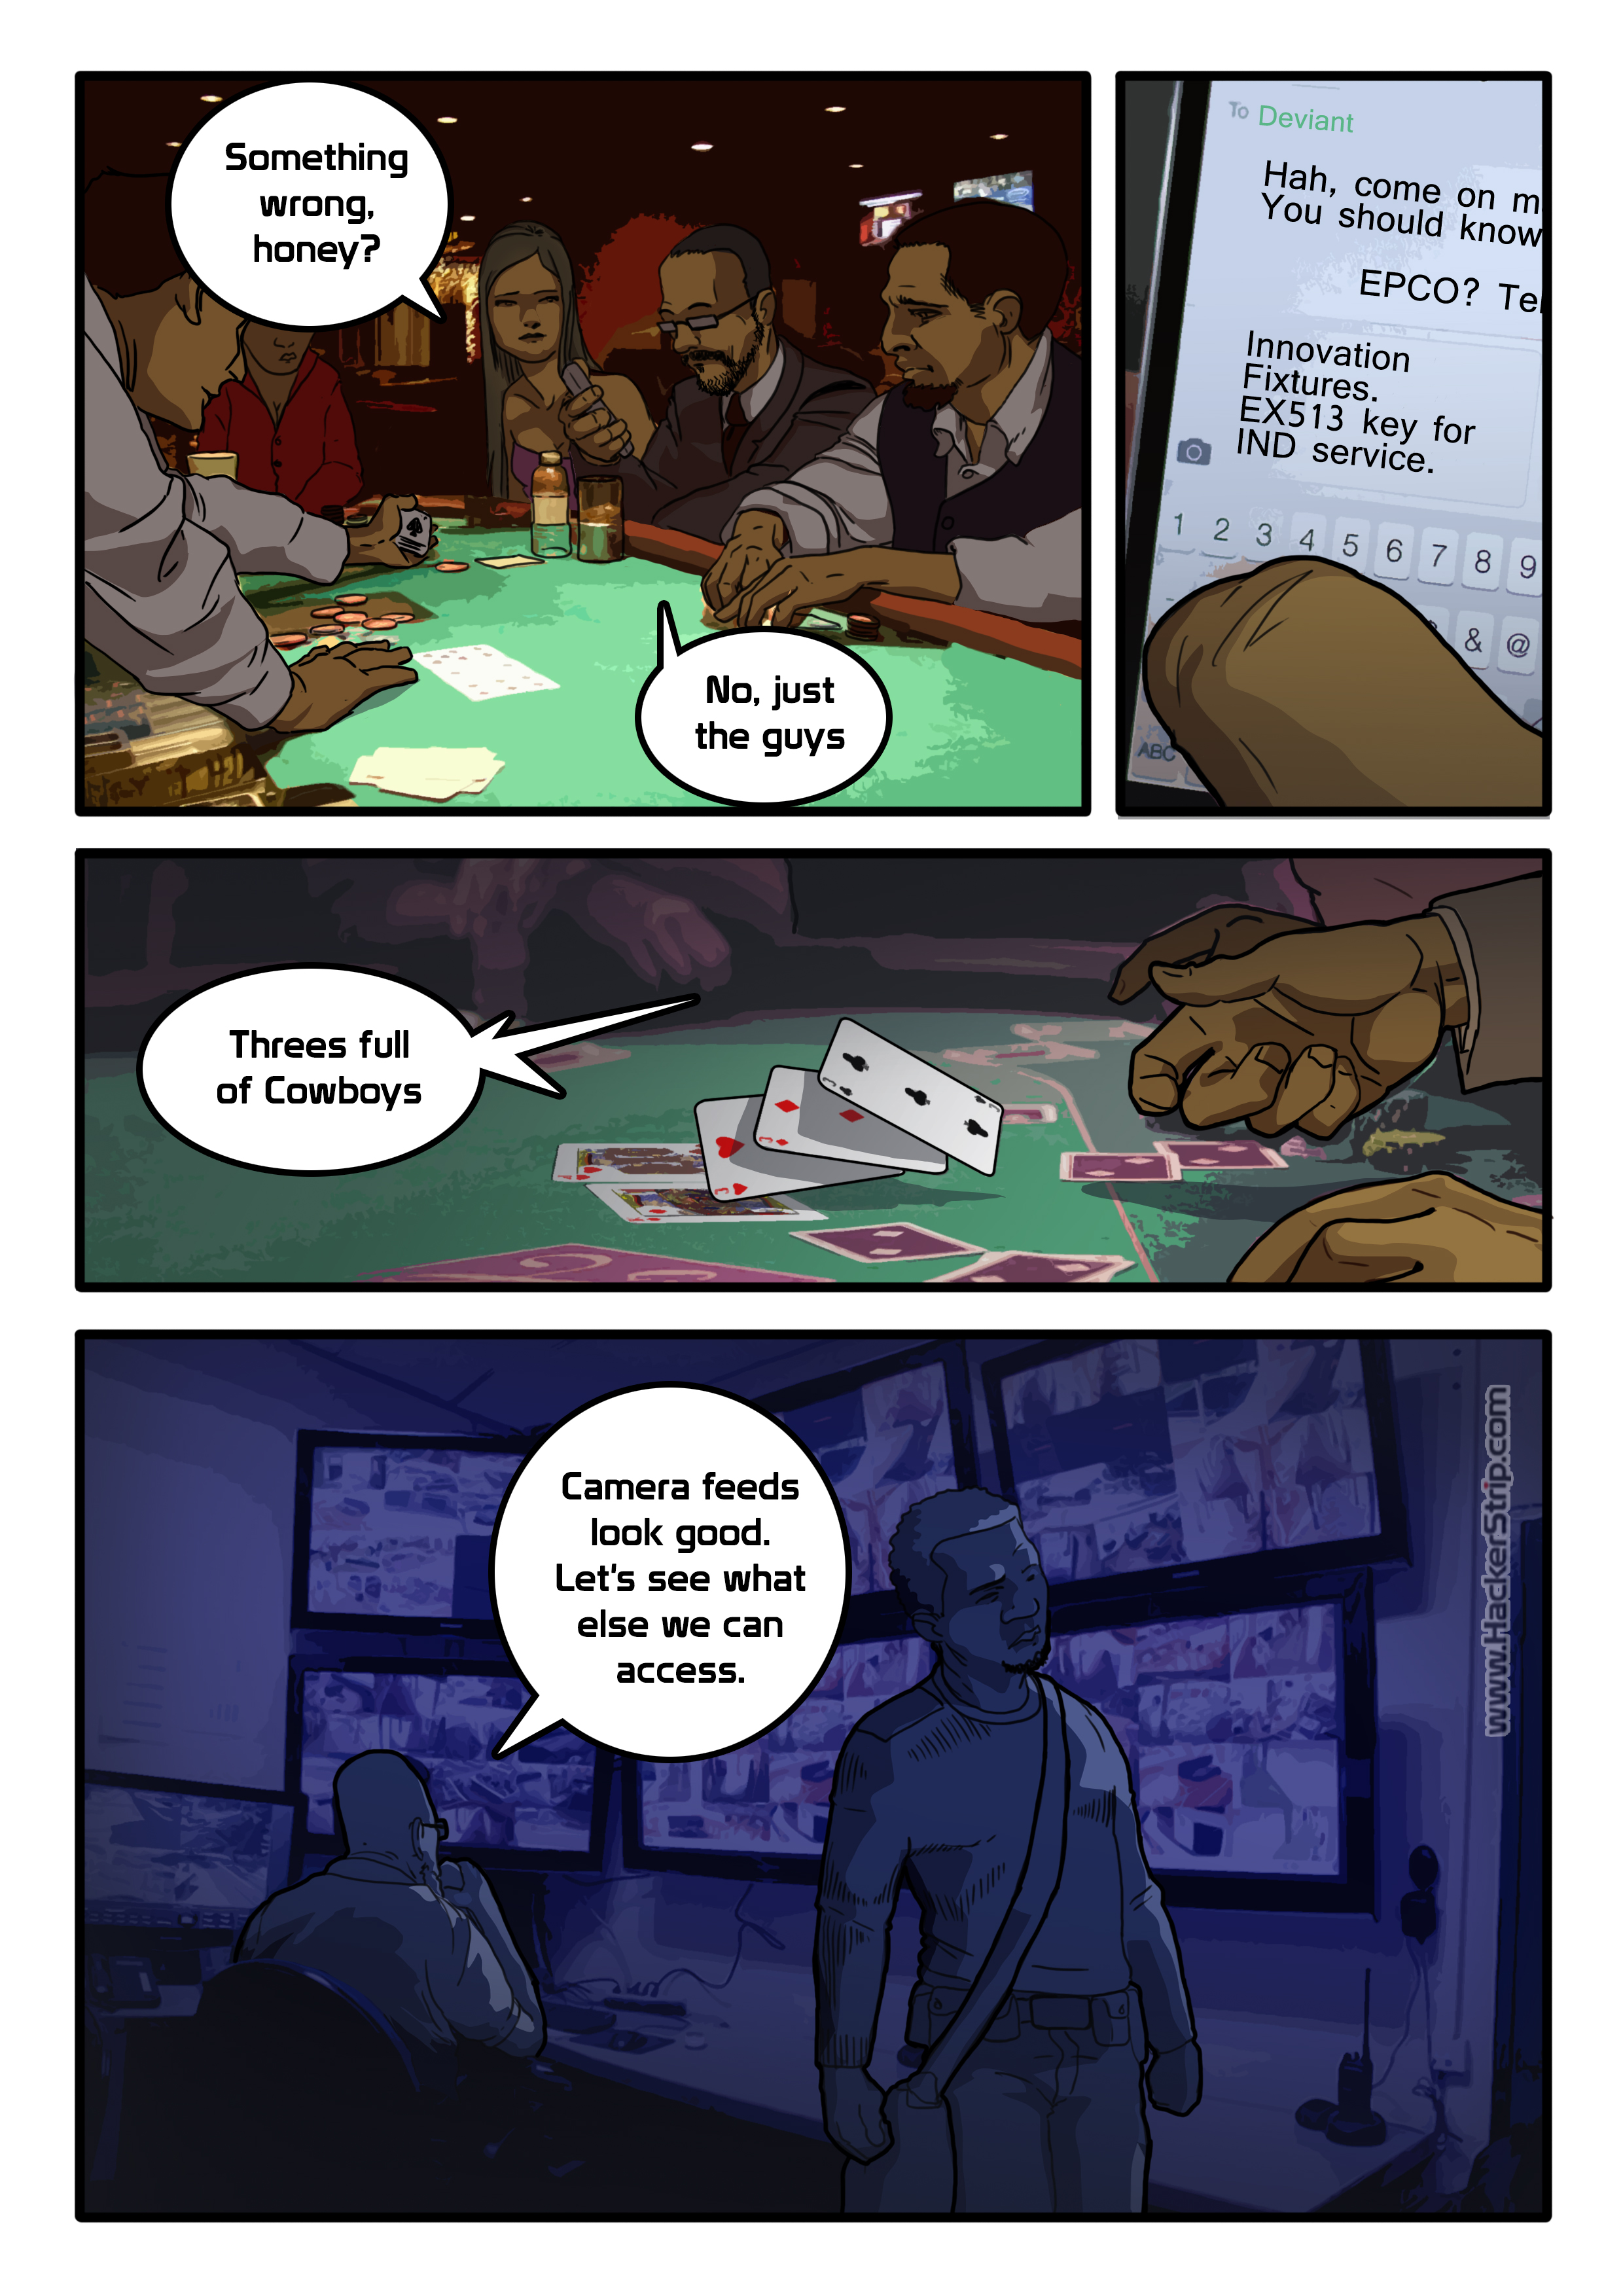 Something
wrong,
honey?
No, just
the guys
To Deviant
Hah, come on
You should know
EPCO?
Innovation
Fixtures.
EX513 key for
IND service.
1 2 3 4 5 6 7 8 9
& @
ABC
Threes full
of Cowboys
Camera feeds
look good.
Let's see what
else we can
access.
www.HackerStrip.com